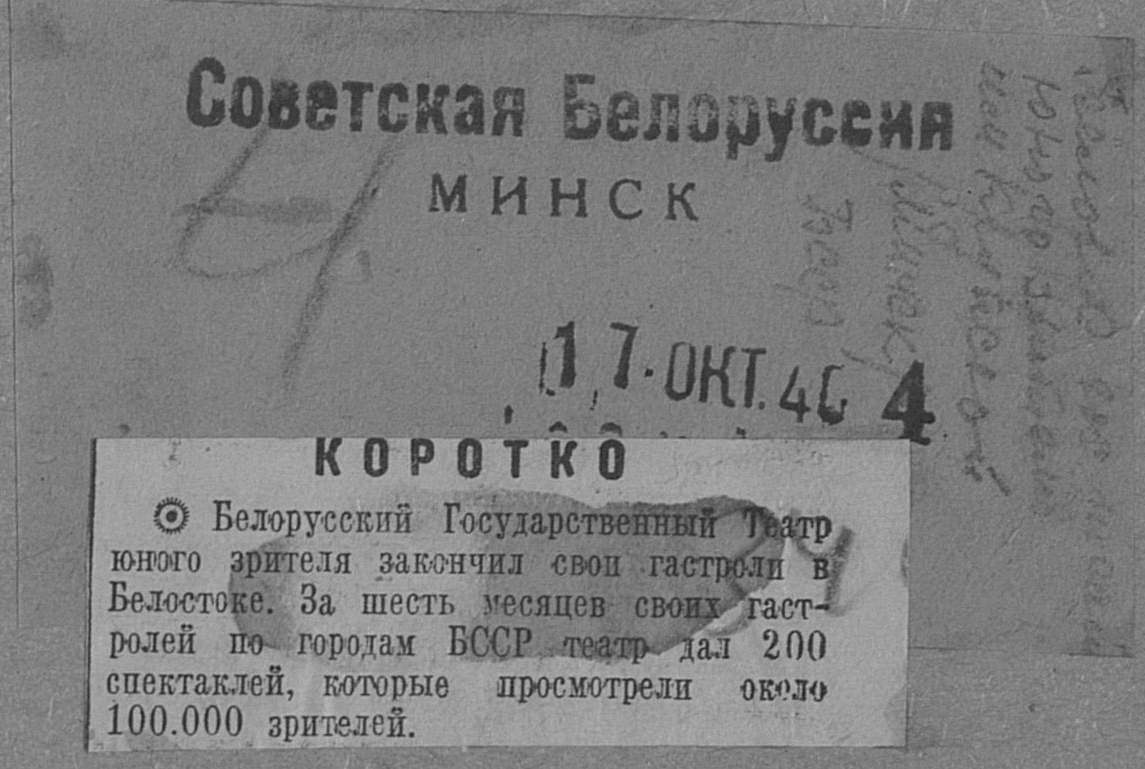 Советская Белоруссия
МИНСК
17. ОКТ. 40 4
КОРОТКО
Белорусский Государственный Театр
юного зрителя закончил свои гастроли в
Белостоке. За шесть месяцев своих гаст-
ролей по городам БССР театр дал 200
спектаклей, которые просмотрели около
100.000 зрителей.